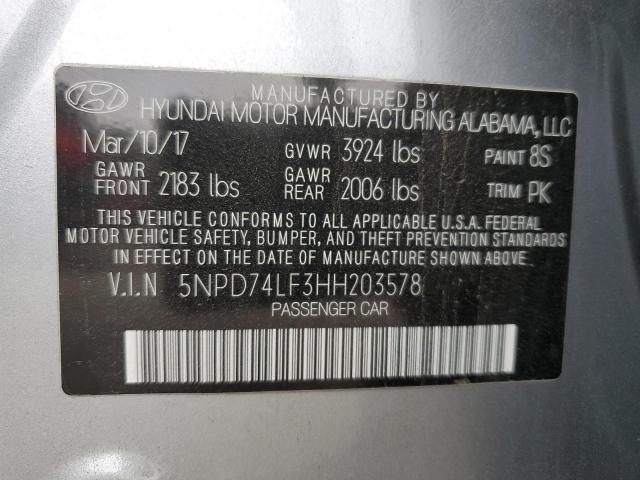 MANUFACTURED BY
HYUNDAI MOTOR MANUFACTURING ALABAMA, LLC
Mar/10/17 GVWR 3924 lbs PAINT 8S
GAWR FRONT 2183 lbs GAWR REAR 2006 lbs TRIM PK
THIS VEHICLE CONFORMS TO ALL APPLICABLE U.S.A. FEDERAL
MOTOR VEHICLE SAFETY, BUMPER, AND THEFT PREVENTION STANDARDS
IN EFFECT ON THE DATE OF MANUFACTURE SHOWN ABOVE.
V.I.N 5NPD74LF3HH203578
PASSENGER CAR